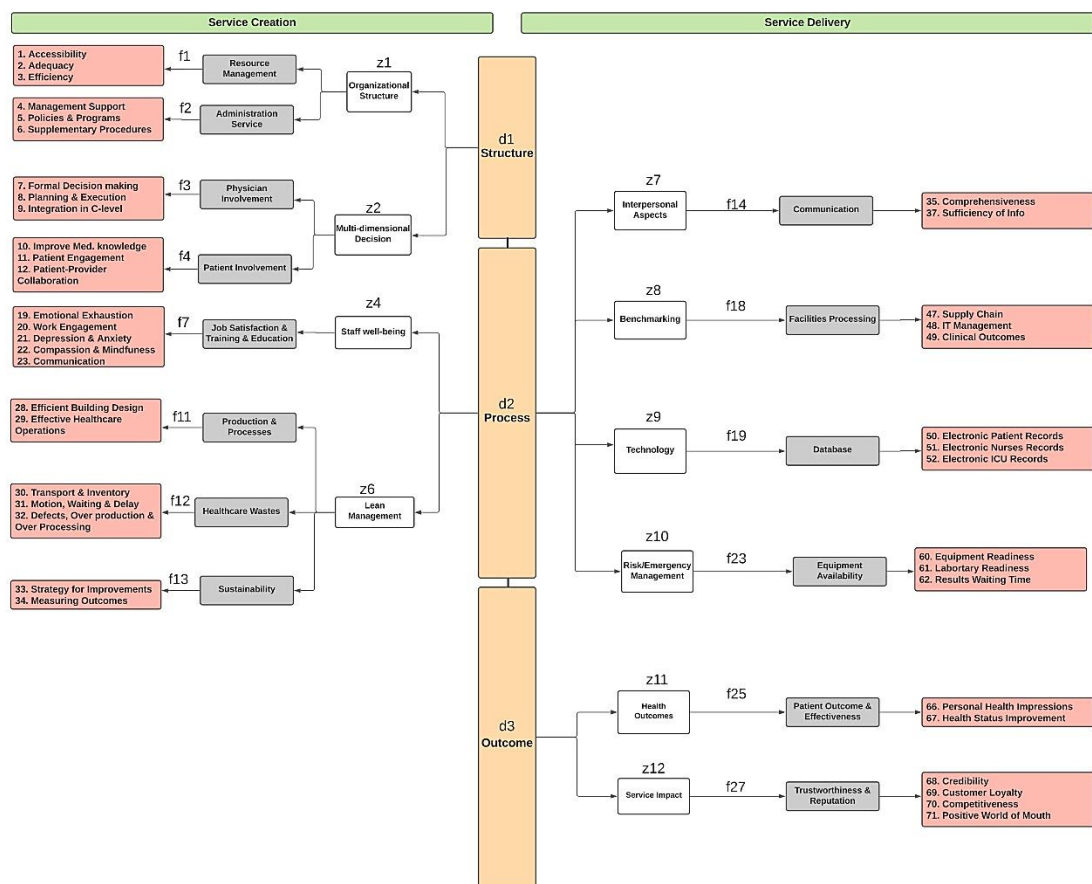 Service Creation
Service Delivery
1. Accessibility
2. Adequacy
3. Efficiency
f1
Resource
Management
z1
Organizational
Structure
4. Management Support
5. Policies & Programs
6. Supplementary Procedures
f2
Administration
Service
d1
Structure
7. Formal Decision making
8. Planning & Execution
9. Integration in C-level
f3
Physician
Involvement
z2
Multi-dimensional
Decision
10. Improve Med. knowledge
11. Patient Engagement
12. Patient-Provider
Collaboration
f4
Patient Involvement
19. Emotional Exhaustion
20. Work Engagement
21. Depression & Anxiety
22. Compassion & Mindfuness
23. Communication
f7
Job Satisfaction &
Training & Education
z4
Staff well-being
d2
Process
28. Efficient Building Design
29. Effective Healthcare
Operations
f11
Production &
Processes
30. Transport & Inventory
31. Motion, Waiting & Delay
32. Defects, Over production &
Over Processing
f12
Healthcare Wastes
z6
Lean
Management
33. Strategy for Improvements
34. Measuring Outcomes
f13
Sustainability
z7
Interpersonal
Aspects
f14
Communication
35. Comprehensiveness
37. Sufficiency of Info
z8
Benchmarking
f18
Facilities Processing
47. Supply Chain
48. IT Management
49. Clinical Outcomes
z9
Technology
f19
Database
50. Electronic Patient Records
51. Electronic Nurses Records
52. Electronic ICU Records
z10
Risk/Emergency
Management
f23
Equipment
Availability
60. Equipment Readiness
61. Labortary Readiness
62. Results Waiting Time
d3
Outcome
z11
Health
Outcomes
f25
Patient Outcome &
Effectiveness
66. Personal Health Impressions
67. Health Status Improvement
z12
Service Impact
f27
Trustworthiness &
Reputation
68. Credibility
69. Customer Loyalty
70. Competitiveness
71. Positive World of Mouth